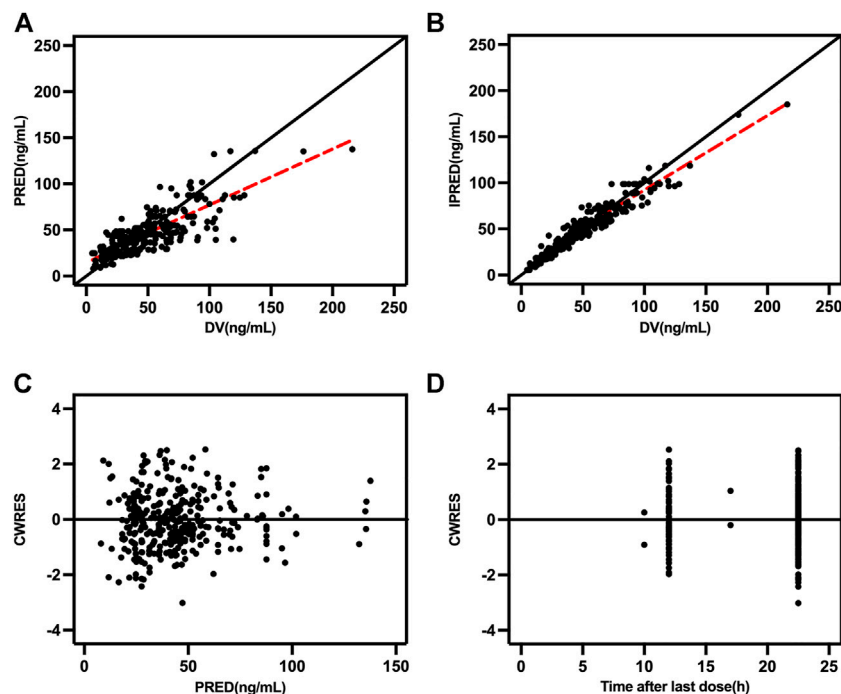 A
PRED(ng/mL)
250
200
150
100
50
0
0 50 100 150 200 250
DV(ng/mL)
B
IPRED(ng/mL)
250
200
150
100
50
0
0 50 100 150 200 250
DV(ng/mL)
C
CWRES
4
2
0
-2
-4
0 50 100 150
PRED(ng/mL)
D
CWRES
4
2
0
-2
-4
0 5 10 15 20 25
Time after last dose(h)